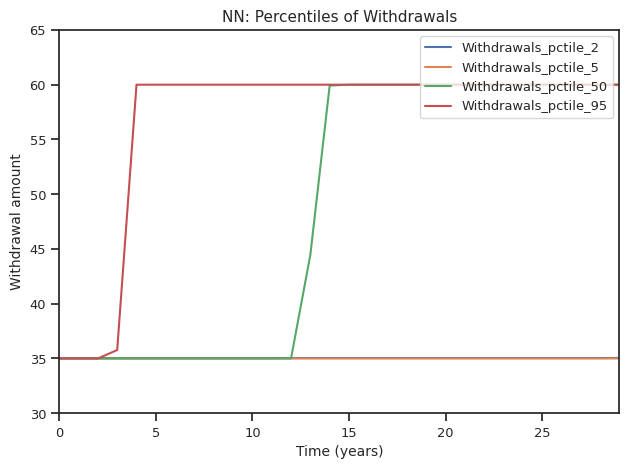 NN: Percentiles of Withdrawals
65
60
55
50
45
40
35
30
Withdrawal amount
Withdrawals_pctile_2
Withdrawals_pctile_5
Withdrawals_pctile_50
Withdrawals_pctile_95
0 5 10 15 20 25
Time (years)